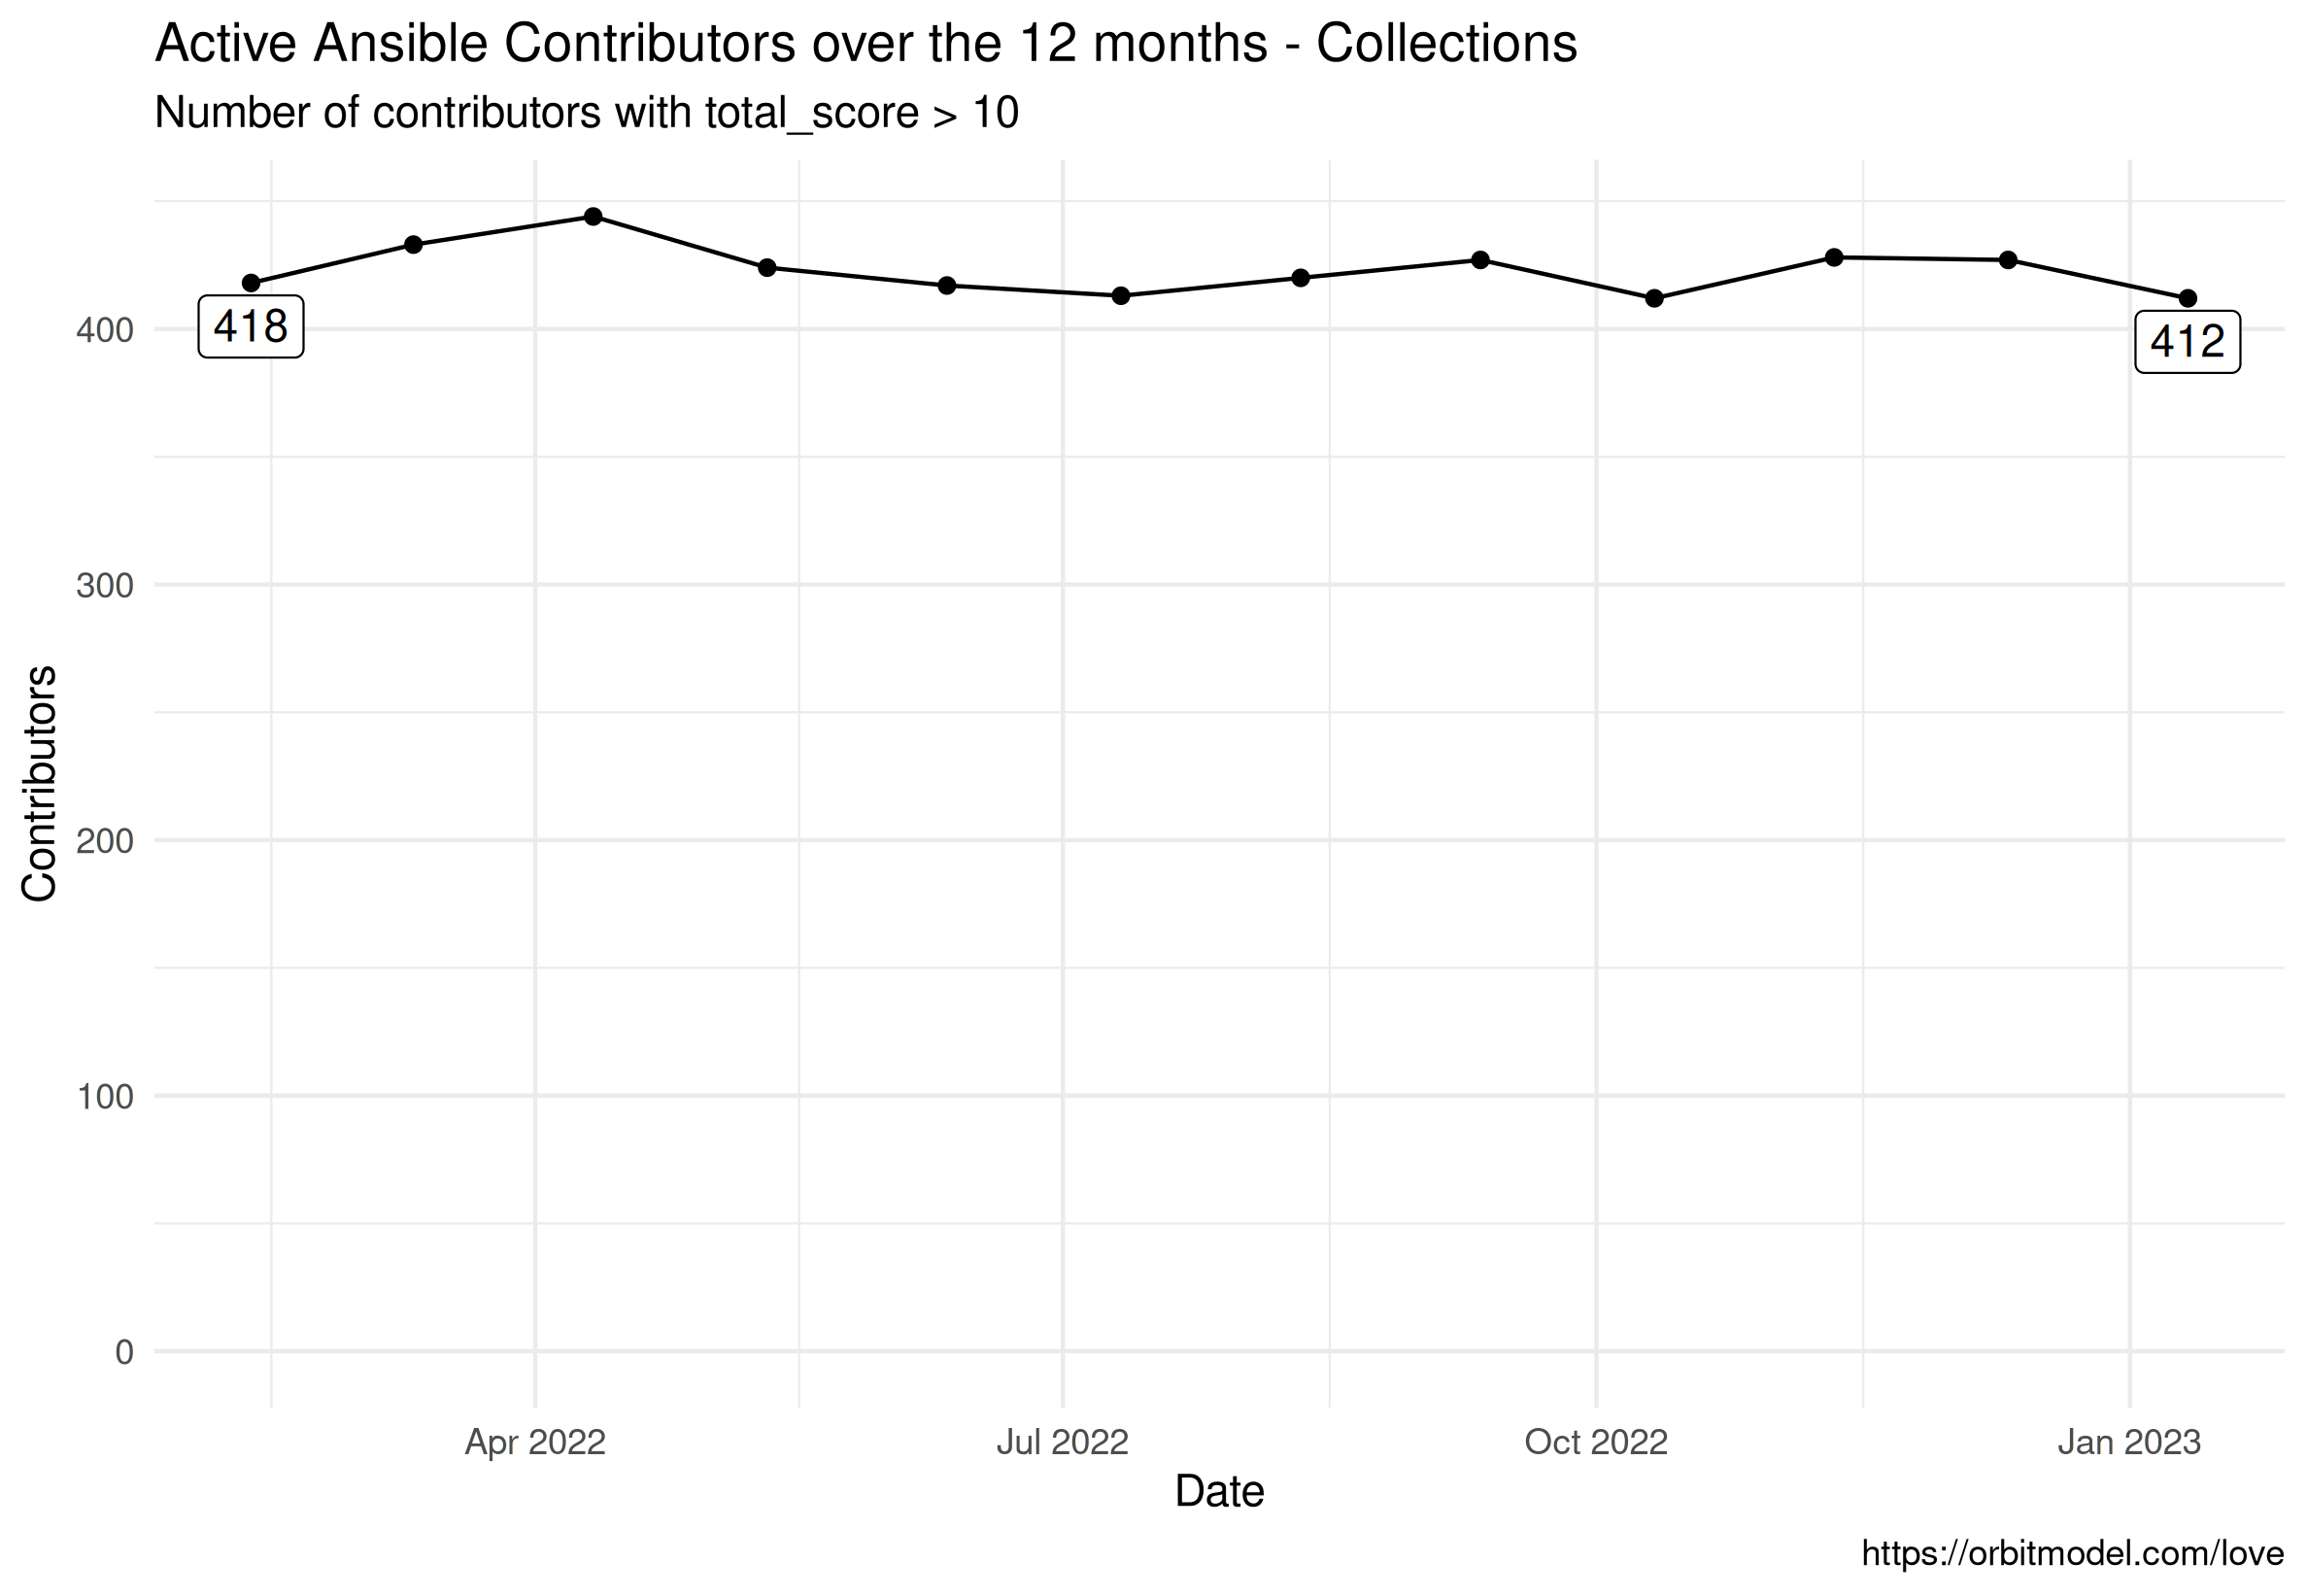 Active Ansible Contributors over the 12 months - Collections
Number of contributors with total_score > 10
418
412
400
300
200
100
0
Contributors
Apr 2022
Jul 2022
Oct 2022
Jan 2023
Date
https://orbitmodel.com/love